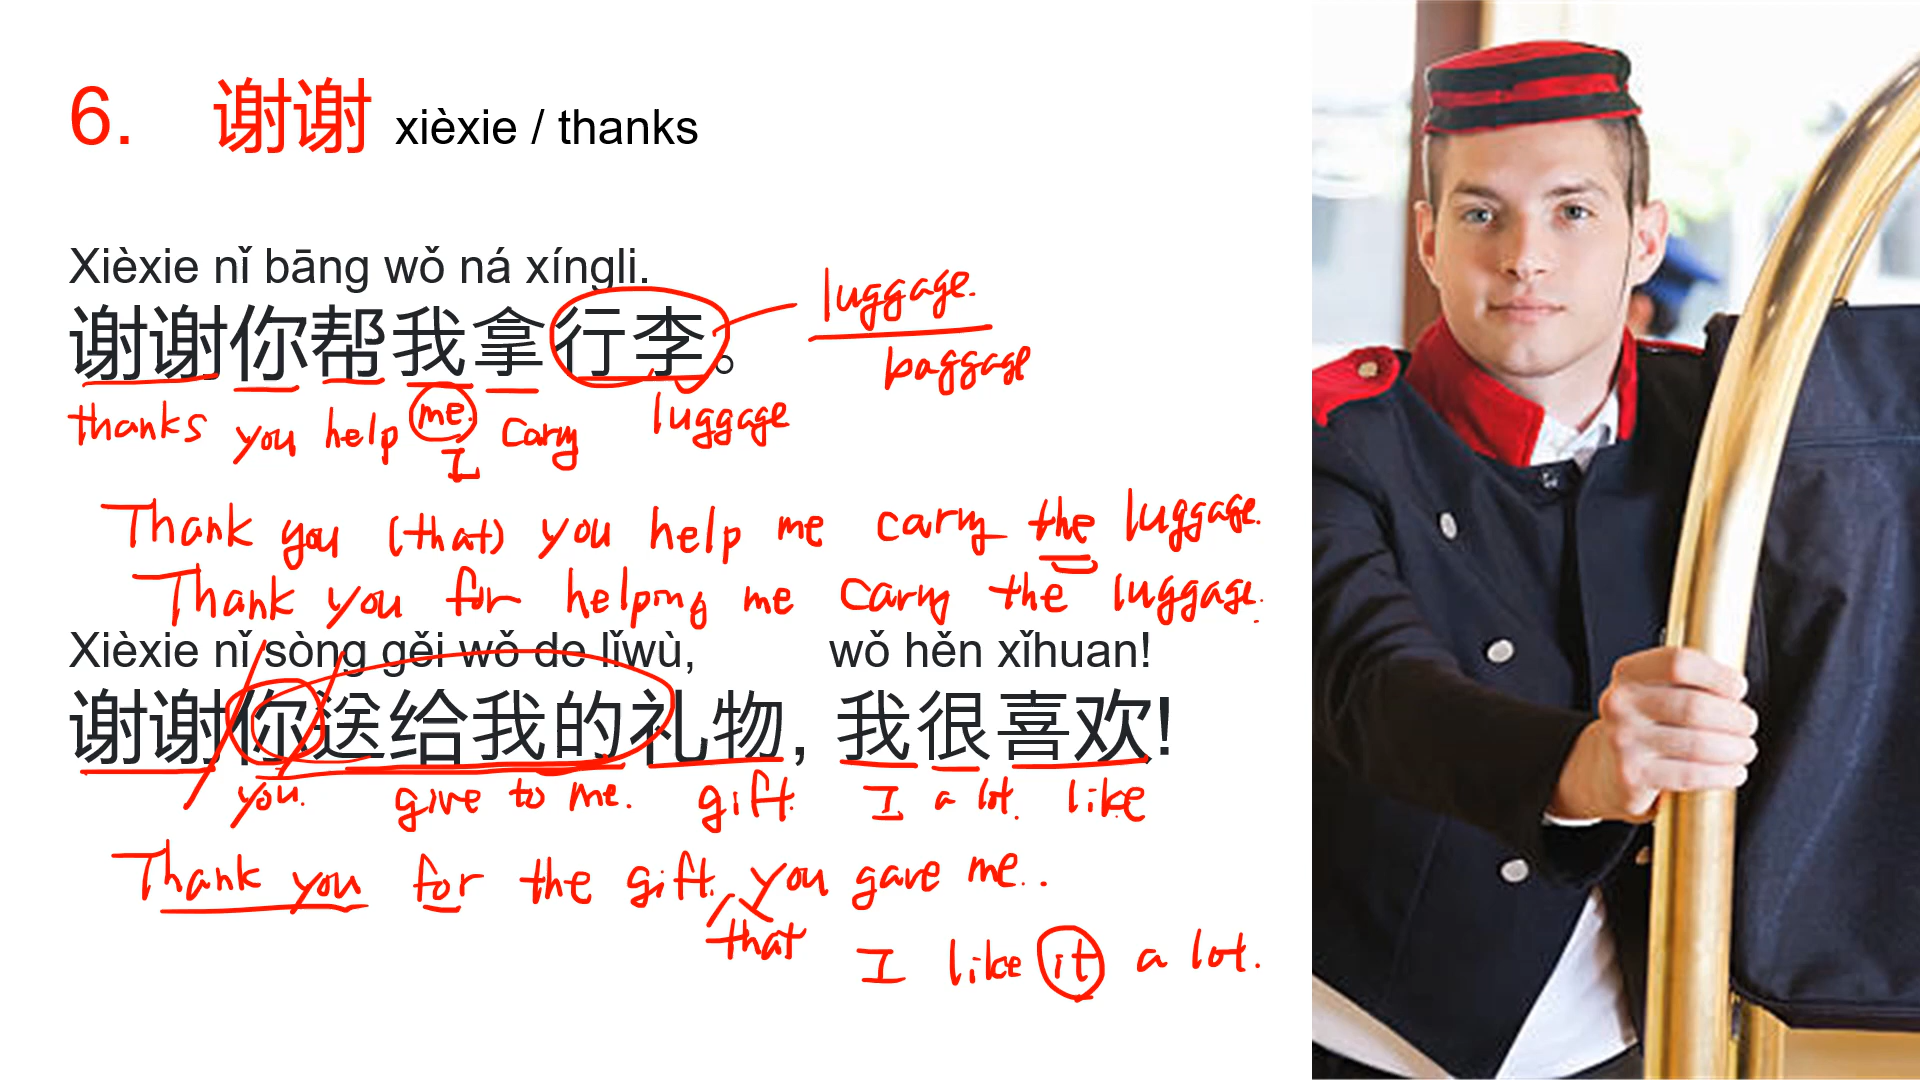 6. 谢谢 xièxie / thanks
Xièxie nǐ bāng wǒ ná xíngli.
谢谢你帮我拿行李。
luggage.
baggage
thanks you help me. carry luggage
I
Thank you (that) you help me carry the luggage.
Thank you for helping me carry the luggage.
Xièxie nǐ sòng gěi wǒ de lǐwù, wǒ hěn xǐhuan!
谢谢你送给我的礼物, 我很喜欢!
you. give to me. gift. I a lot. like
Thank you for the gift. you gave me..
that
I like it a lot.